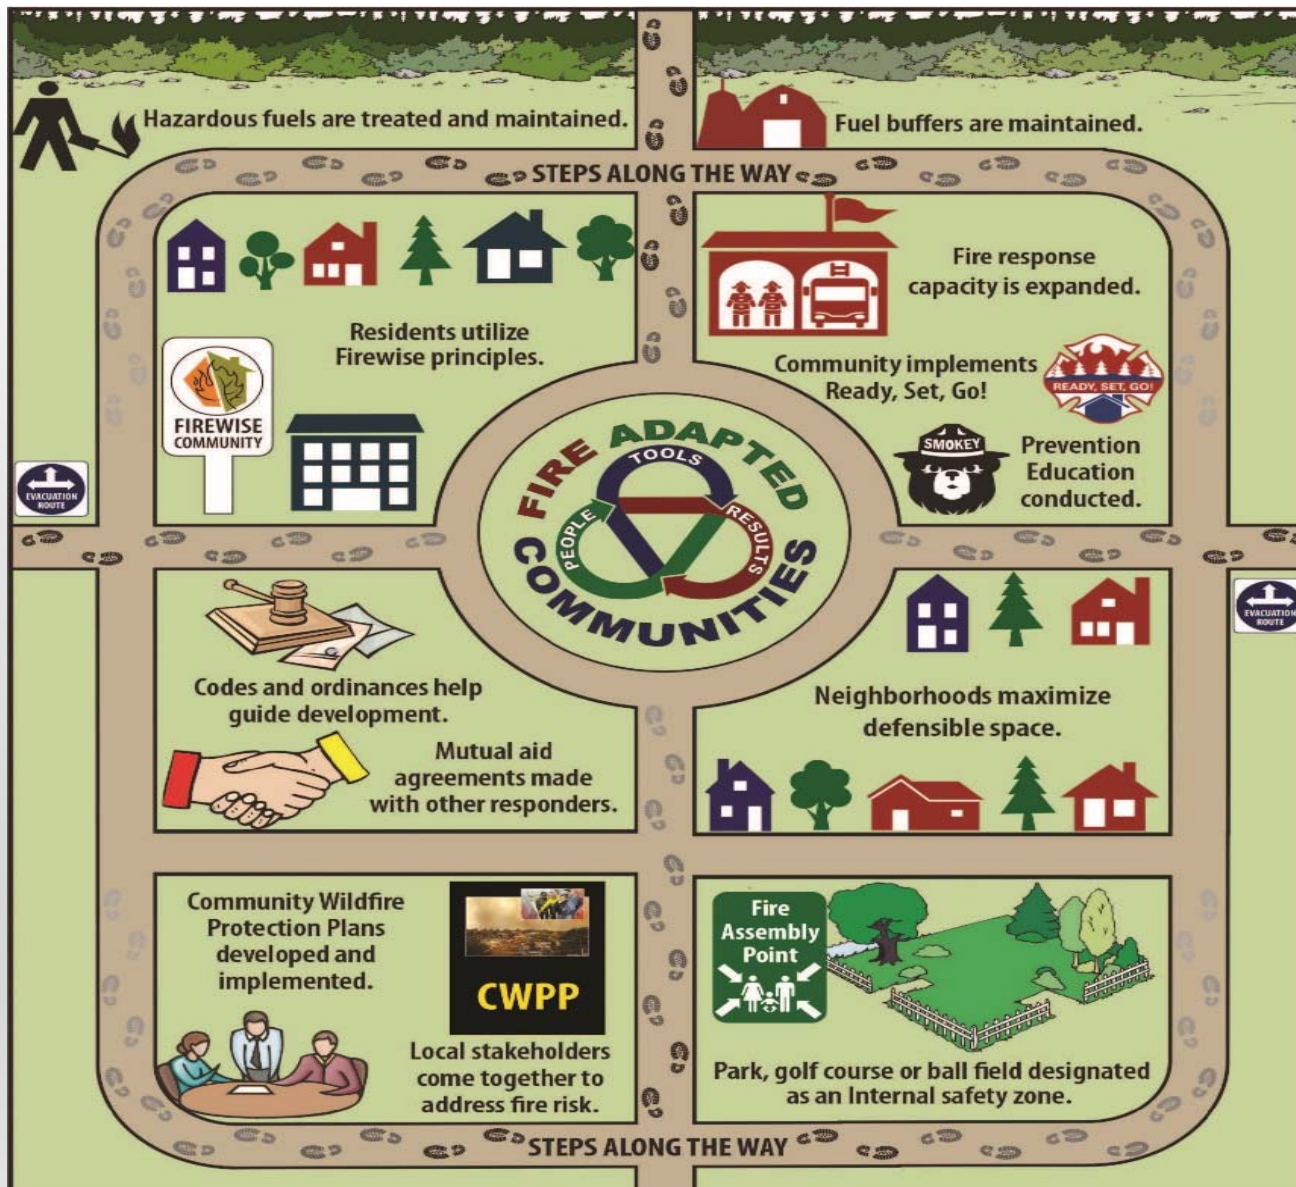 Hazardous fuels are treated and maintained.
Fuel buffers are maintained.
STEPS ALONG THE WAY
Residents utilize
Firewise principles.
FIREWISE
COMMUNITY
Fire response
capacity is expanded.
Community implements
Ready, Set, Go!
READY, SET, GO!
SMOKEY
Prevention
Education
conducted.
EVACUATION
ROUTE
FIRE ADAPTED
COMMUNITIES
TOOLS
PEOPLE
RESULTS
EVACUATION
ROUTE
Codes and ordinances help
guide development.
Mutual aid
agreements made
with other responders.
Neighborhoods maximize
defensible space.
Community Wildfire
Protection Plans
developed and
implemented.
CWPP
Local stakeholders
come together to
address fire risk.
Fire
Assembly
Point
Park, golf course or ball field designated
as an Internal safety zone.
STEPS ALONG THE WAY